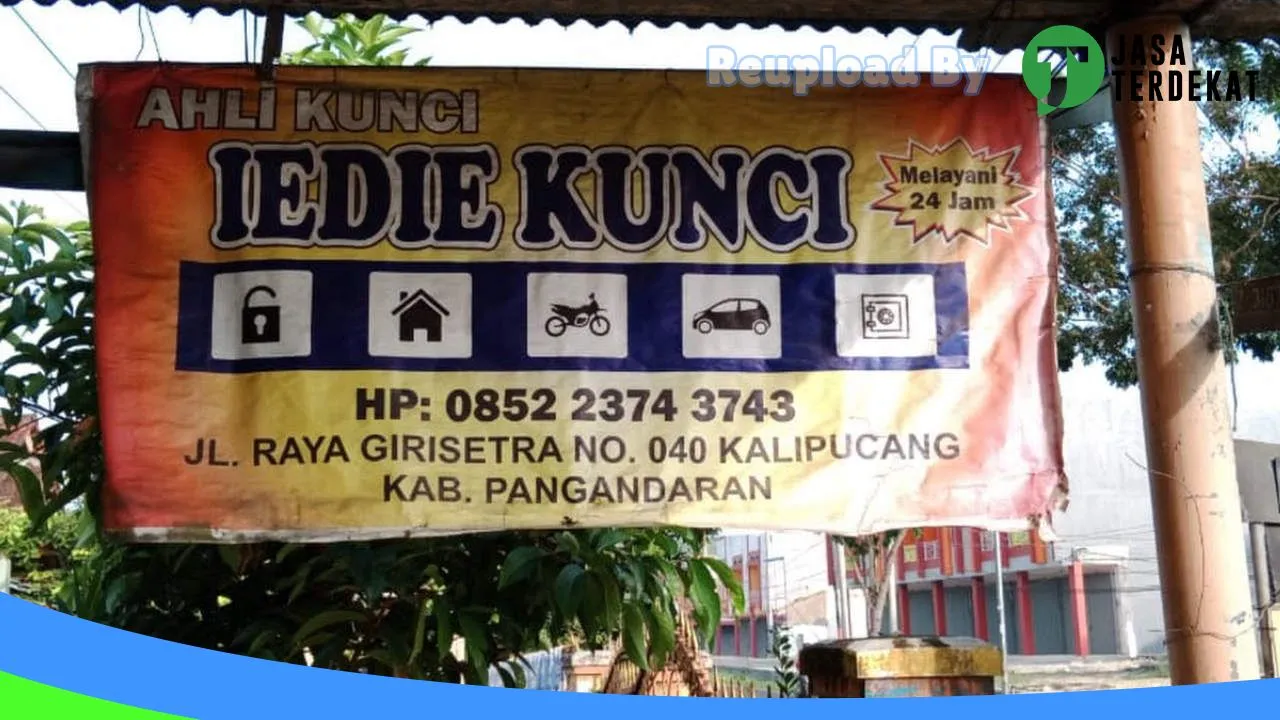 Reupload By
JASA
TERDEKAT
AHLi KUNCI
IEDIE KUNCI
Melayani
24 Jam
HP: 0852 2374 3743
JL. RAYA GIRISETRA NO. 040 KALIPUCANG
KAB. PANGANDARAN